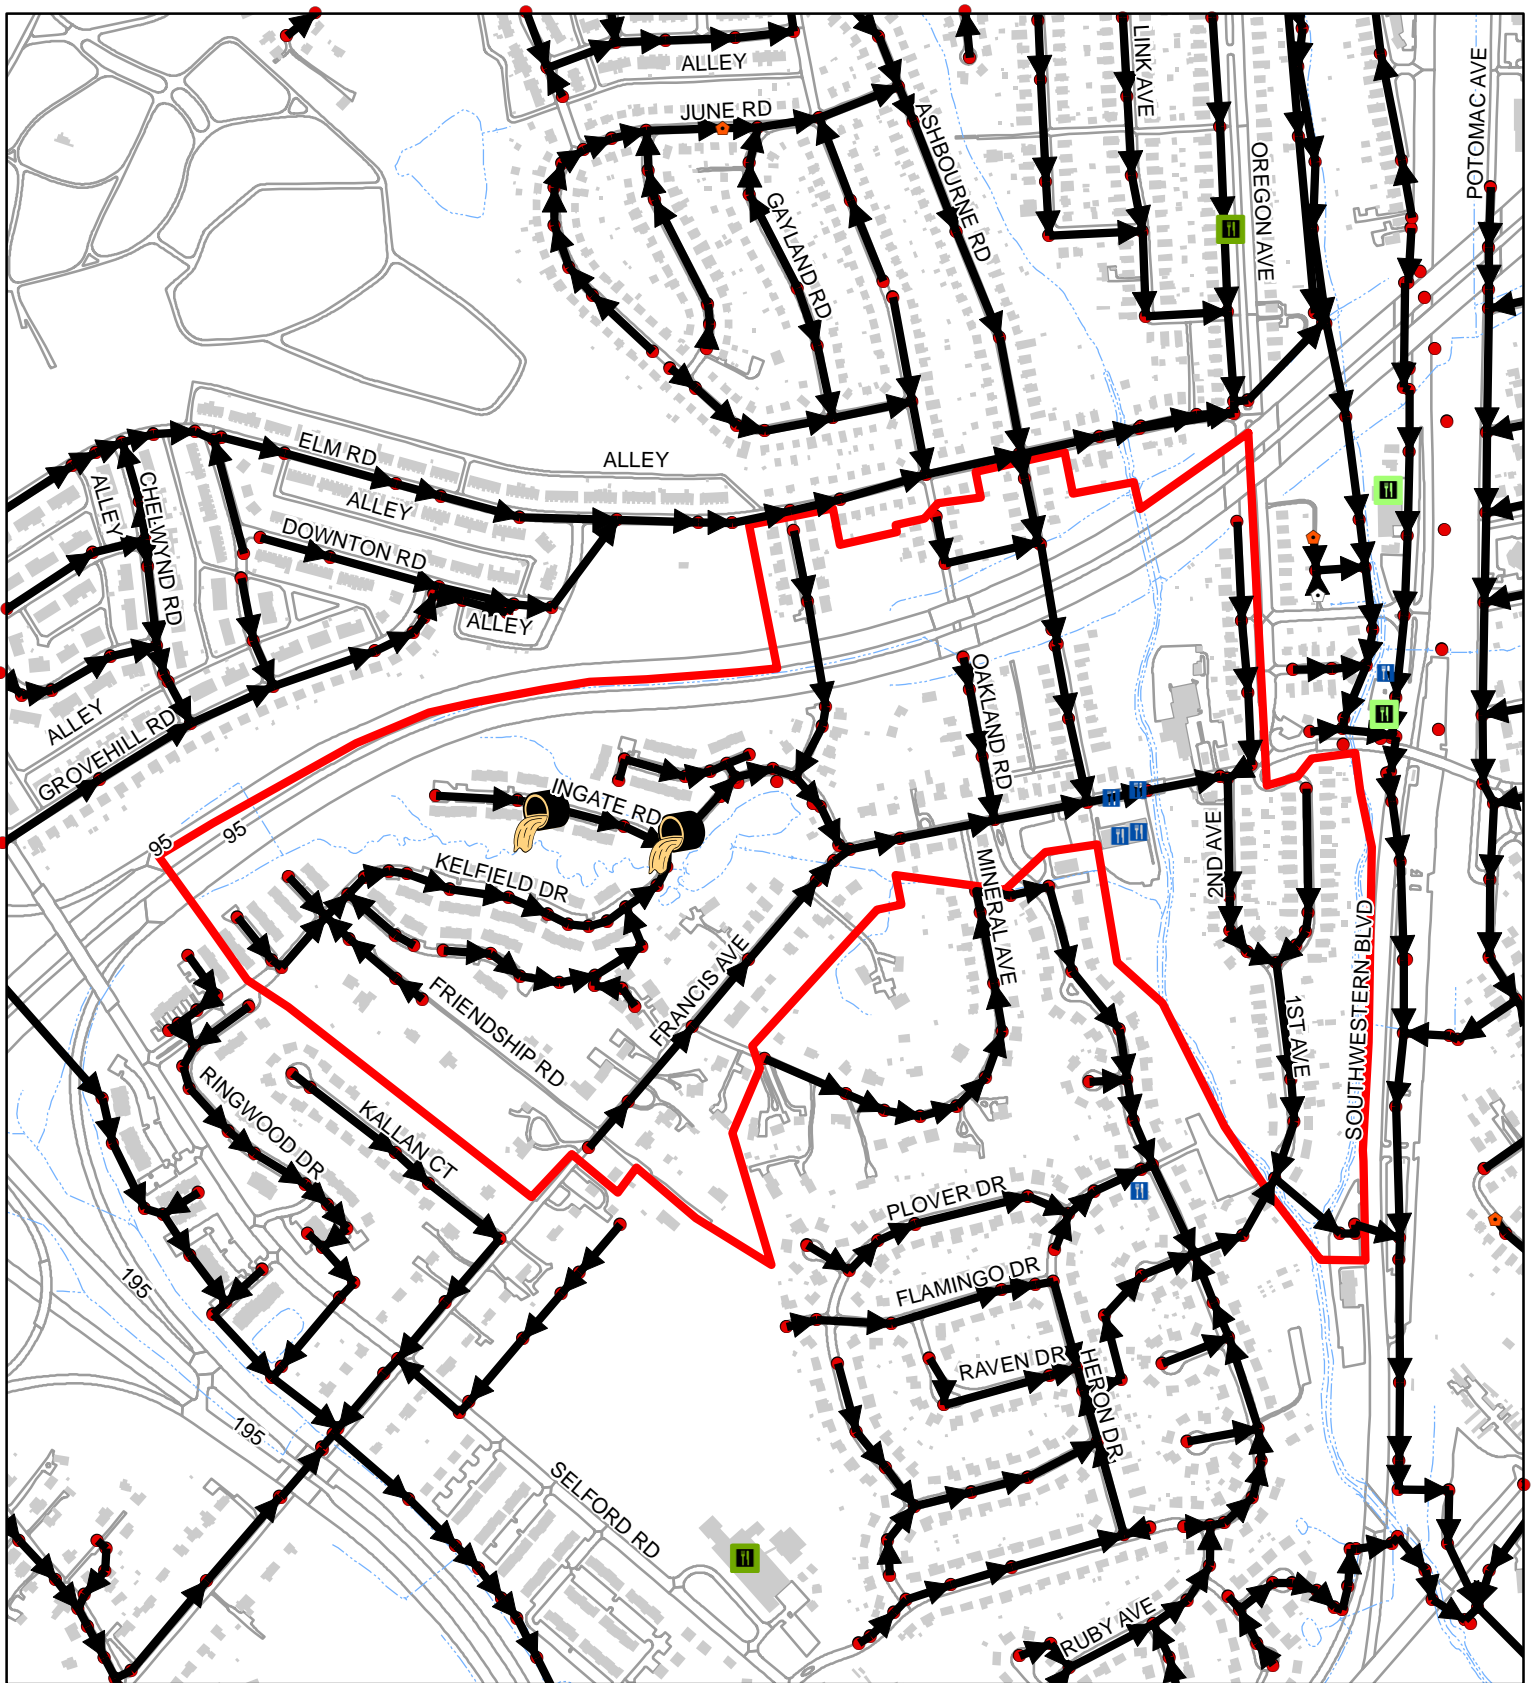 LINK AVE
POTOMAC AVE
ALLEY
JUNE RD
ASHBOURNE RD
OREGON AVE
GAYLAND RD
ELM RD
ALLEY
ALLEY
CHELWYND RD
ALLEY
DOWNTON RD
ALLEY
OAKLAND RD
ALLEY
GROVEHILL RD
INGATE RD
95
95
2ND AVE
KELFIELD DR
MINERAL AVE
SOUTHWESTERN BLVD
FRANCIS AVE
FRIENDSHIP RD
1ST AVE
RINGWOOD DR
KALLAN CT
PLOVER DR
195
FLAMINGO DR
RAVEN DR
HERON DR
195
SELFORD RD
RUBY AVE